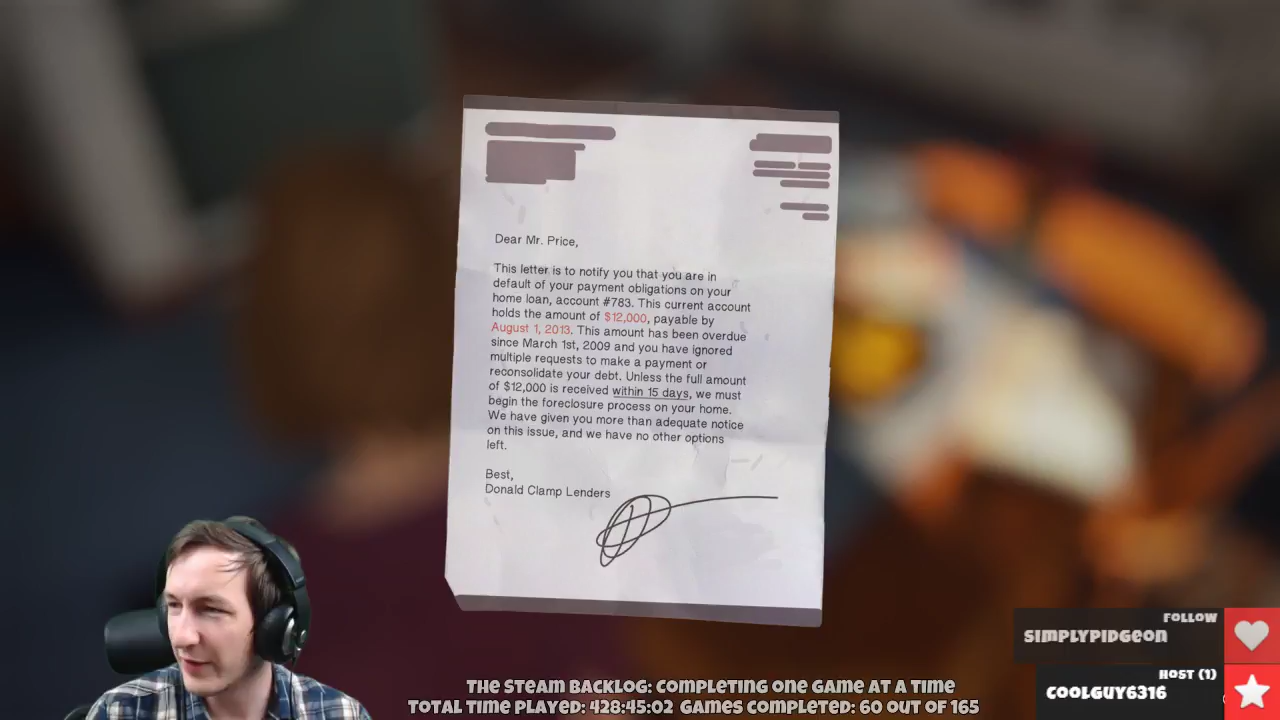 Dear Mr. Price,
This letter is to notify you that you are in
default of your payment obligations on your
home loan, account #783. This current account
holds the amount of $12,000, payable by
August 1, 2013. This amount has been overdue
since March 1st, 2009 and you have ignored
multiple requests to make a payment or
reconsolidate your debt. Unless the full amount
of $12,000 is received within 15 days, we must
begin the foreclosure process on your home.
We have given you more than adequate notice
on this issue, and we have no other options
left.
Best,
Donald Clamp Lenders
FOLLOW
SIMPLYPIDGEON
HOST (1)
COOLGUY6316
THE STEAM BACKLOG: COMPLETING ONE GAME AT A TIME
TOTAL TIME PLAYED: 428:45:02 GAMES COMPLETED: 60 OUT OF 165